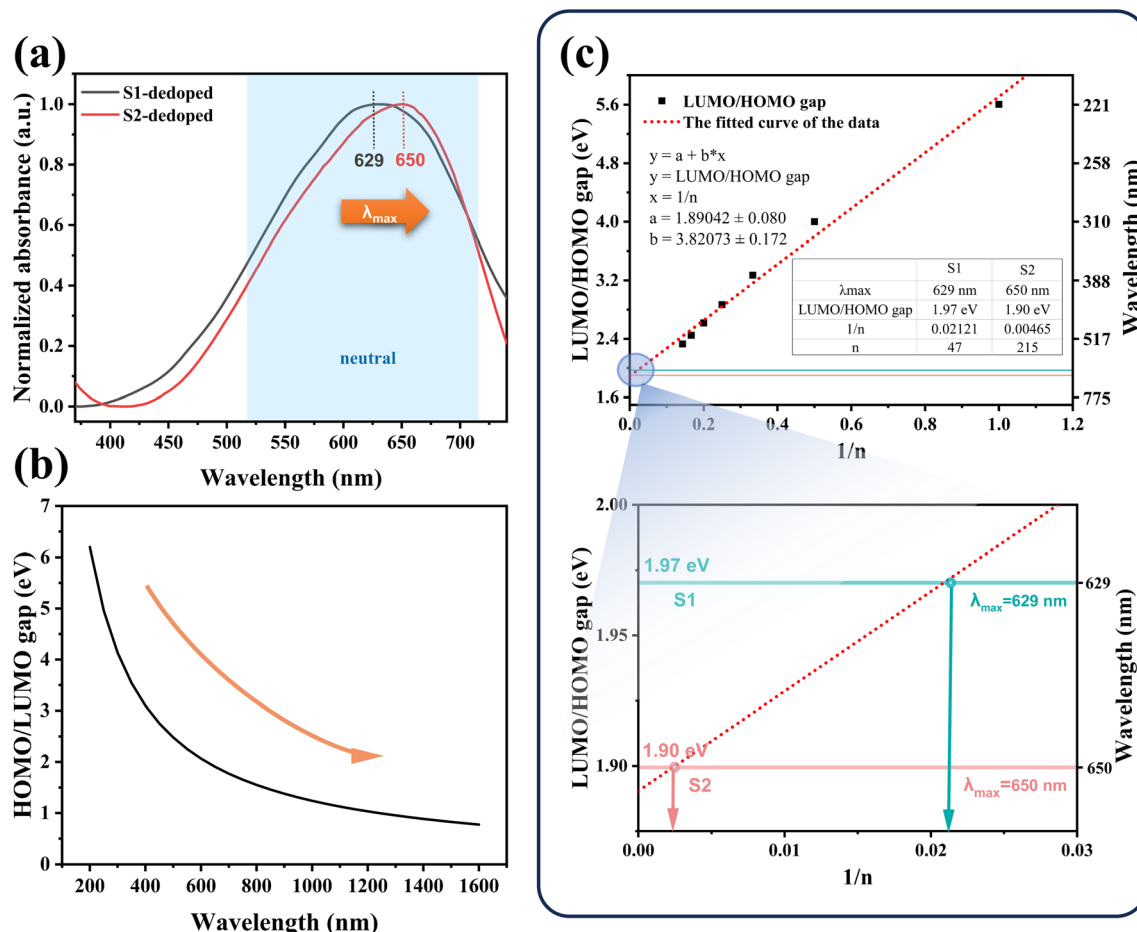 (a)
S1-dedoped
S2-dedoped
629
650
λmax
neutral
Normalized absorbance (a.u.)
1.0
0.8
0.6
0.4
0.2
0.0
400 450 500 550 600 650 700
Wavelength (nm)
(b)
HOMO/LUMO gap (eV)
7
6
5
4
3
2
1
0
200 400 600 800 1000 1200 1400 1600
Wavelength (nm)
(c)
LUMO/HOMO gap
The fitted curve of the data
y = a + b*x
y = LUMO/HOMO gap
x = 1/n
a = 1.89042 ± 0.080
b = 3.82073 ± 0.172
S1 S2
λmax 629 nm 650 nm
LUMO/HOMO gap 1.97 eV 1.90 eV
1/n 0.02121 0.00465
n 47 215
LUMO/HOMO gap (eV)
5.6
4.8
4.0
3.2
2.4
1.6
221
258
310
388
517
775
Wavelength (nm)
0.0 0.2 0.4 0.6 0.8 1.0 1.2
1/n
LUMO/HOMO gap (eV)
2.00
1.95
1.90
1.97 eV
S1
λmax=629 nm
1.90 eV
S2
λmax=650 nm
629
650
Wavelength (nm)
0.00 0.01 0.02 0.03
1/n